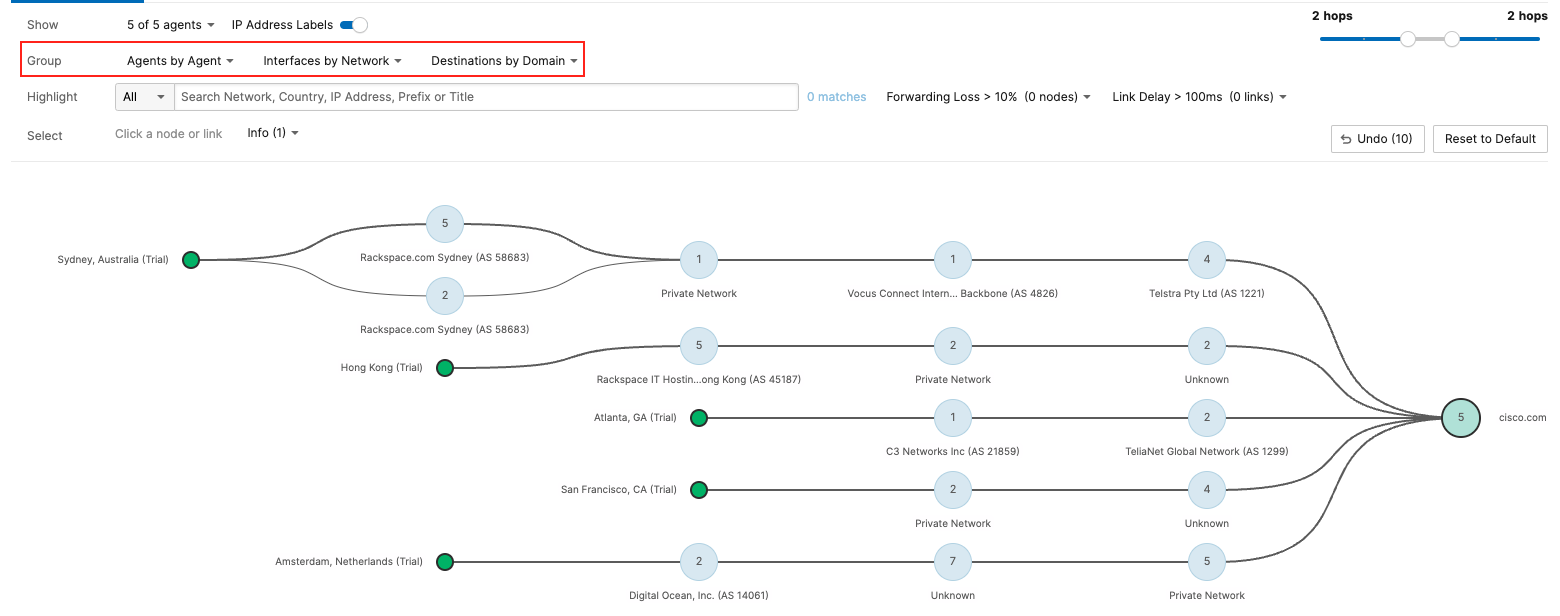 2 hops 2 hops
Show 5 of 5 agents IP Address Labels
Group Agents by Agent Interfaces by Network Destinations by Domain
Highlight All Search Network, Country, IP Address, Prefix or Title 0 matches Forwarding Loss > 10% (0 nodes) Link Delay > 100ms (0 links)
Select Click a node or link Info (1) Undo (10) Reset to Default
5
Rackspace.com Sydney (AS 58683)
Sydney, Australia (Trial) 1 1 4
2 Private Network Vocus Connect Intern... Backbone (AS 4826) Telstra Pty Ltd (AS 1221)
Rackspace.com Sydney (AS 58683)
5 2 2
Hong Kong (Trial)
Rackspace IT Hostin...ong Kong (AS 45187) Private Network Unknown
Atlanta, GA (Trial) 1 2 5 cisco.com
C3 Networks Inc (AS 21859) TeliaNet Global Network (AS 1299)
San Francisco, CA (Trial) 2 4
Private Network Unknown
Amsterdam, Netherlands (Trial) 2 7 5
Digital Ocean, Inc. (AS 14061) Unknown Private Network